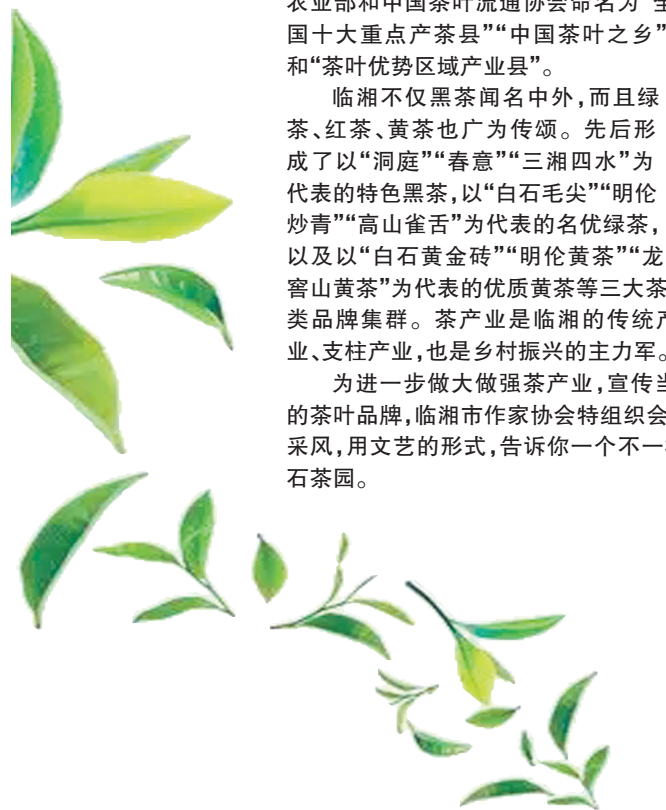 农业部和中国茶叶流通协会命名为“全
国十大重点产茶县”“中国茶叶之乡”
和“茶叶优势区域产业县”。
临湘不仅黑茶闻名中外,而且绿
茶、红茶、黄茶也广为传颂。先后形
成了以“洞庭”“春意”“三湘四水”为
代表的特色黑茶,以“白石毛尖”“明伦
炒青”“高山雀舌”为代表的名优绿茶,
以及以“白石黄金砖”“明伦黄茶”“龙
窖山黄茶”为代表的优质黄茶等三大茶
类品牌集群。茶产业是临湘的传统产
业、支柱产业,也是乡村振兴的主力军。
为进一步做大做强茶产业,宣传当
的茶叶品牌,临湘市作家协会特组织会
采风,用文艺的形式,告诉你一个不一
石茶园。